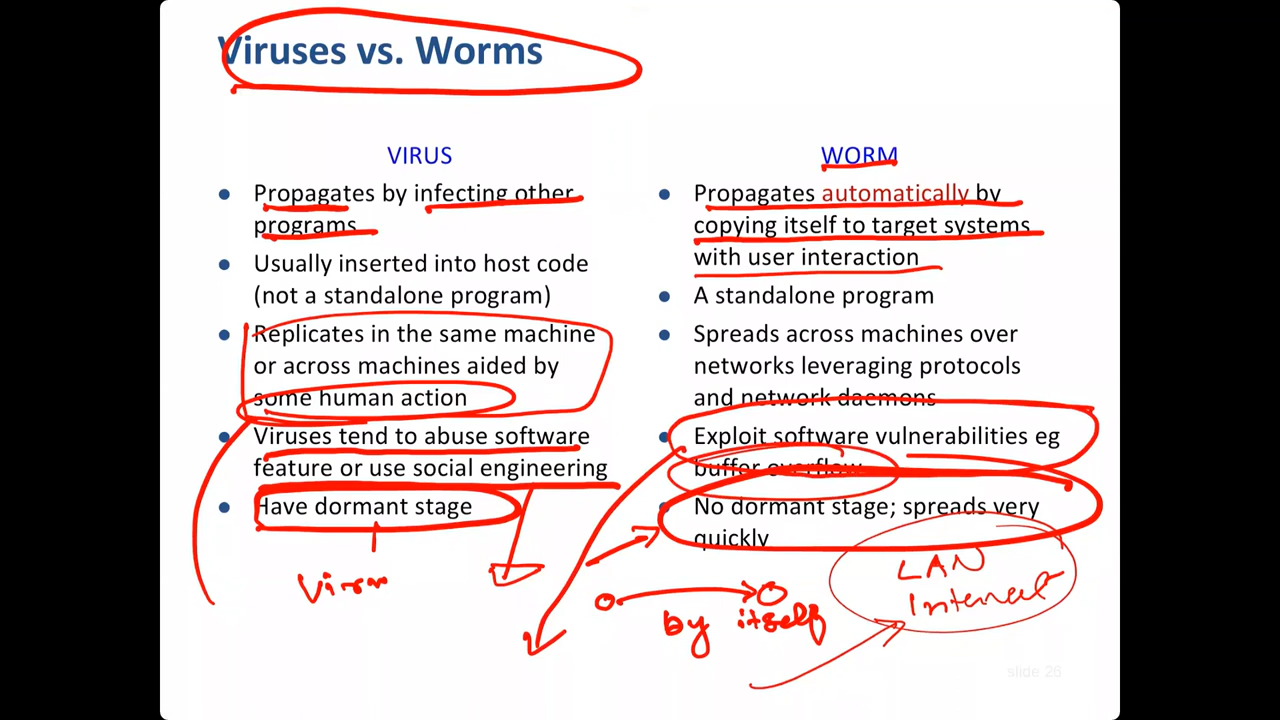 Viruses vs. Worms
VIRUS
Propagates by infecting other
programs
Usually inserted into host code
(not a standalone program)
Replicates in the same machine
or across machines aided by
some human action
Viruses tend to abuse software
feature or use social engineering
Have dormant stage
WORM
Propagates automatically by
copying itself to target systems
with user interaction
A standalone program
Spreads across machines over
networks leveraging protocols
and network daemons
Exploit software vulnerabilities eg
buffer overflow
No dormant stage; spreads very
quickly
LAN
Internet
by itself
slide 26